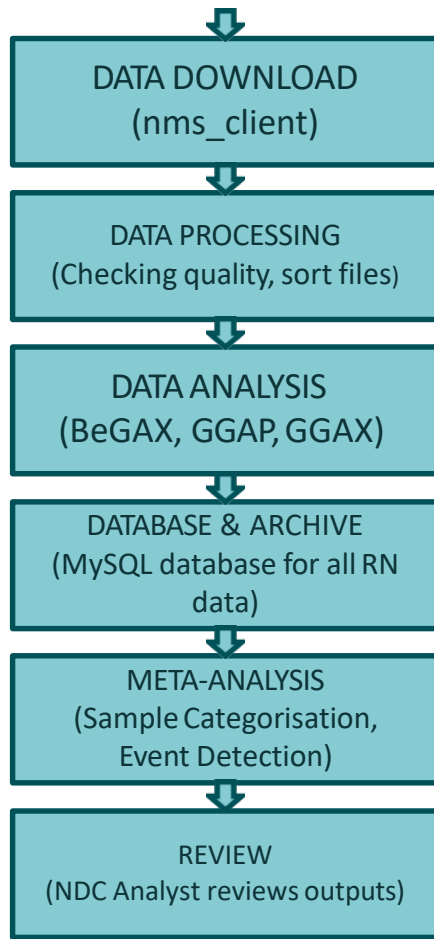 DATA DOWNLOAD
(nms_client)
DATA PROCESSING
(Checking quality, sort files)
DATA ANALYSIS
(BeGAX, GGAP, GGAX)
DATABASE & ARCHIVE
(MySQL database for all RN
data)
META-ANALYSIS
(Sample Categorisation,
Event Detection)
REVIEW
(NDC Analyst reviews outputs)